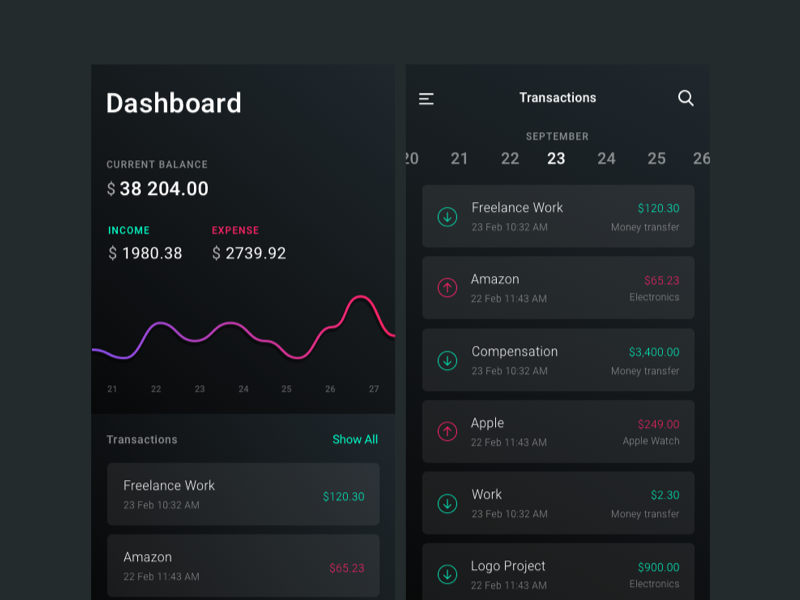 Dashboard
CURRENT BALANCE
$ 38 204.00
INCOME
EXPENSE
$ 1980.38
$ 2739.92
21 22 23 24 25 26 27
Transactions
Show All
Freelance Work
23 Feb 10:32 AM
$120.30
Amazon
22 Feb 11:43 AM
$65.23
Transactions
SEPTEMBER
20 21 22 23 24 25 26
Freelance Work
$120.30
23 Feb 10:32 AM
Money transfer
Amazon
$65.23
22 Feb 11:43 AM
Electronics
Compensation
$3,400.00
23 Feb 10:32 AM
Money transfer
Apple
$249.00
22 Feb 11:43 AM
Apple Watch
Work
$2.30
23 Feb 10:32 AM
Money transfer
Logo Project
$900.00
22 Feb 11:43 AM
Electronics